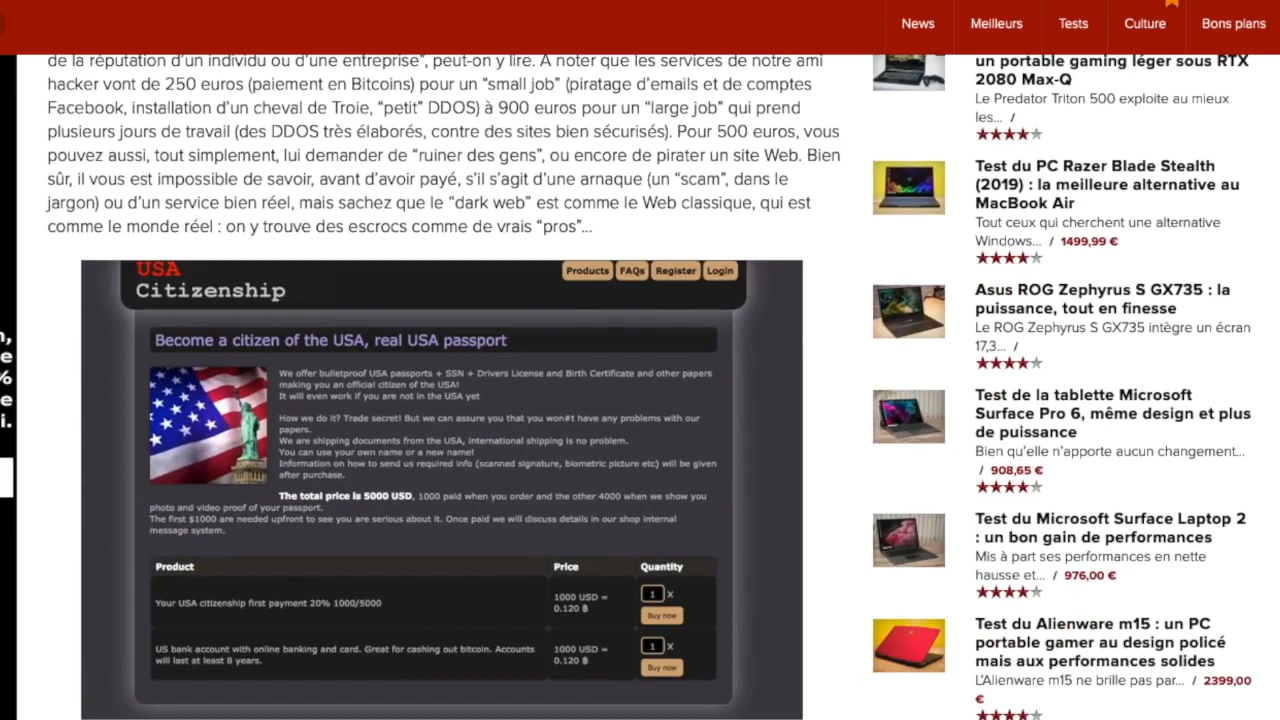 News
Meilleurs
Tests
Culture
Bons plans
de la réputation d'un individu ou d'une entreprise", peut-on y lire. A noter que les services de notre ami
hacker vont de 250 euros (paiement en Bitcoins) pour un "small job" (piratage d'emails et de comptes
Facebook, installation d'un cheval de Troie, "petit" DDOS) à 900 euros pour un "large job" qui prend
plusieurs jours de travail (des DDOS très élaborés, contre des sites bien sécurisés). Pour 500 euros, vous
pouvez aussi, tout simplement, lui demander de "ruiner des gens", ou encore de pirater un site Web. Bien
sûr, il vous est impossible de savoir, avant d'avoir payé, s'il s'agit d'une arnaque (un "scam", dans le
jargon) ou d'un service bien réel, mais sachez que le "dark web" est comme le Web classique, qui est
comme le monde réel : on y trouve des escrocs comme de vrais "pros"...
USA
Citizenship
Products
FAQs
Register
Login
Become a citizen of the USA, real USA passport
We offer bulletproof USA passports + SSN + Drivers License and Birth Certificate and other papers
making you an official citizen of the USA!
It will even work if you are not in the USA yet
How we do it? Trade secret! But we can assure you that you won#t have any problems with our
papers.
We are shipping documents from the USA, international shipping is no problem.
You can use your own name or a new name!
Information on how to send us required info (scanned signature, biometric picture etc) will be given
after purchase.
The total price is 5000 USD, 1000 paid when you order and the other 4000 when we show you
photo and video proof of your passport.
The first $1000 are needed upfront to see you are serious about it. Once paid we will discuss details in our shop internal
message system.
Product Price Quantity
Your USA citizenship first payment 20% 1000/5000
1000 USD =
0.120 ฿
1 X
Buy now
US bank account with online banking and card. Great for cashing out bitcoin. Accounts
will last at least 8 years.
1000 USD =
0.120 ฿
1 X
Buy now
un portable gaming léger sous RTX
2080 Max-Q
Le Predator Triton 500 exploite au mieux
les... /
Test du PC Razer Blade Stealth
(2019) : la meilleure alternative au
MacBook Air
Tout ceux qui cherchent une alternative
Windows... / 1499,99 €
Asus ROG Zephyrus S GX735 : la
puissance, tout en finesse
Le ROG Zephyrus S GX735 intègre un écran
17,3... /
Test de la tablette Microsoft
Surface Pro 6, même design et plus
de puissance
Bien qu'elle n'apporte aucun changement...
/ 908,65 €
Test du Microsoft Surface Laptop 2
: un bon gain de performances
Mis à part ses performances en nette
hausse et... / 976,00 €
Test du Alienware m15 : un PC
portable gamer au design policé
mais aux performances solides
L'Alienware m15 ne brille pas par... / 2399,00
€